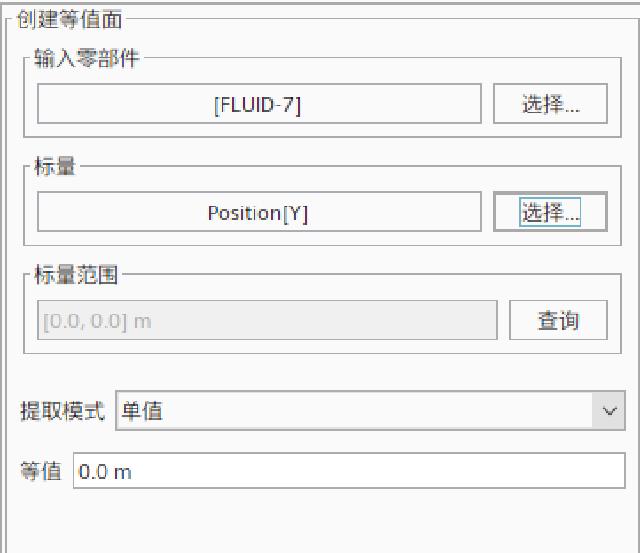 创建等值面
输入零部件
[FLUID-7] 选择...
标量
Position[Y] 选择...
标量范围
[0.0, 0.0] m 查询
提取模式 单值
等值 0.0 m